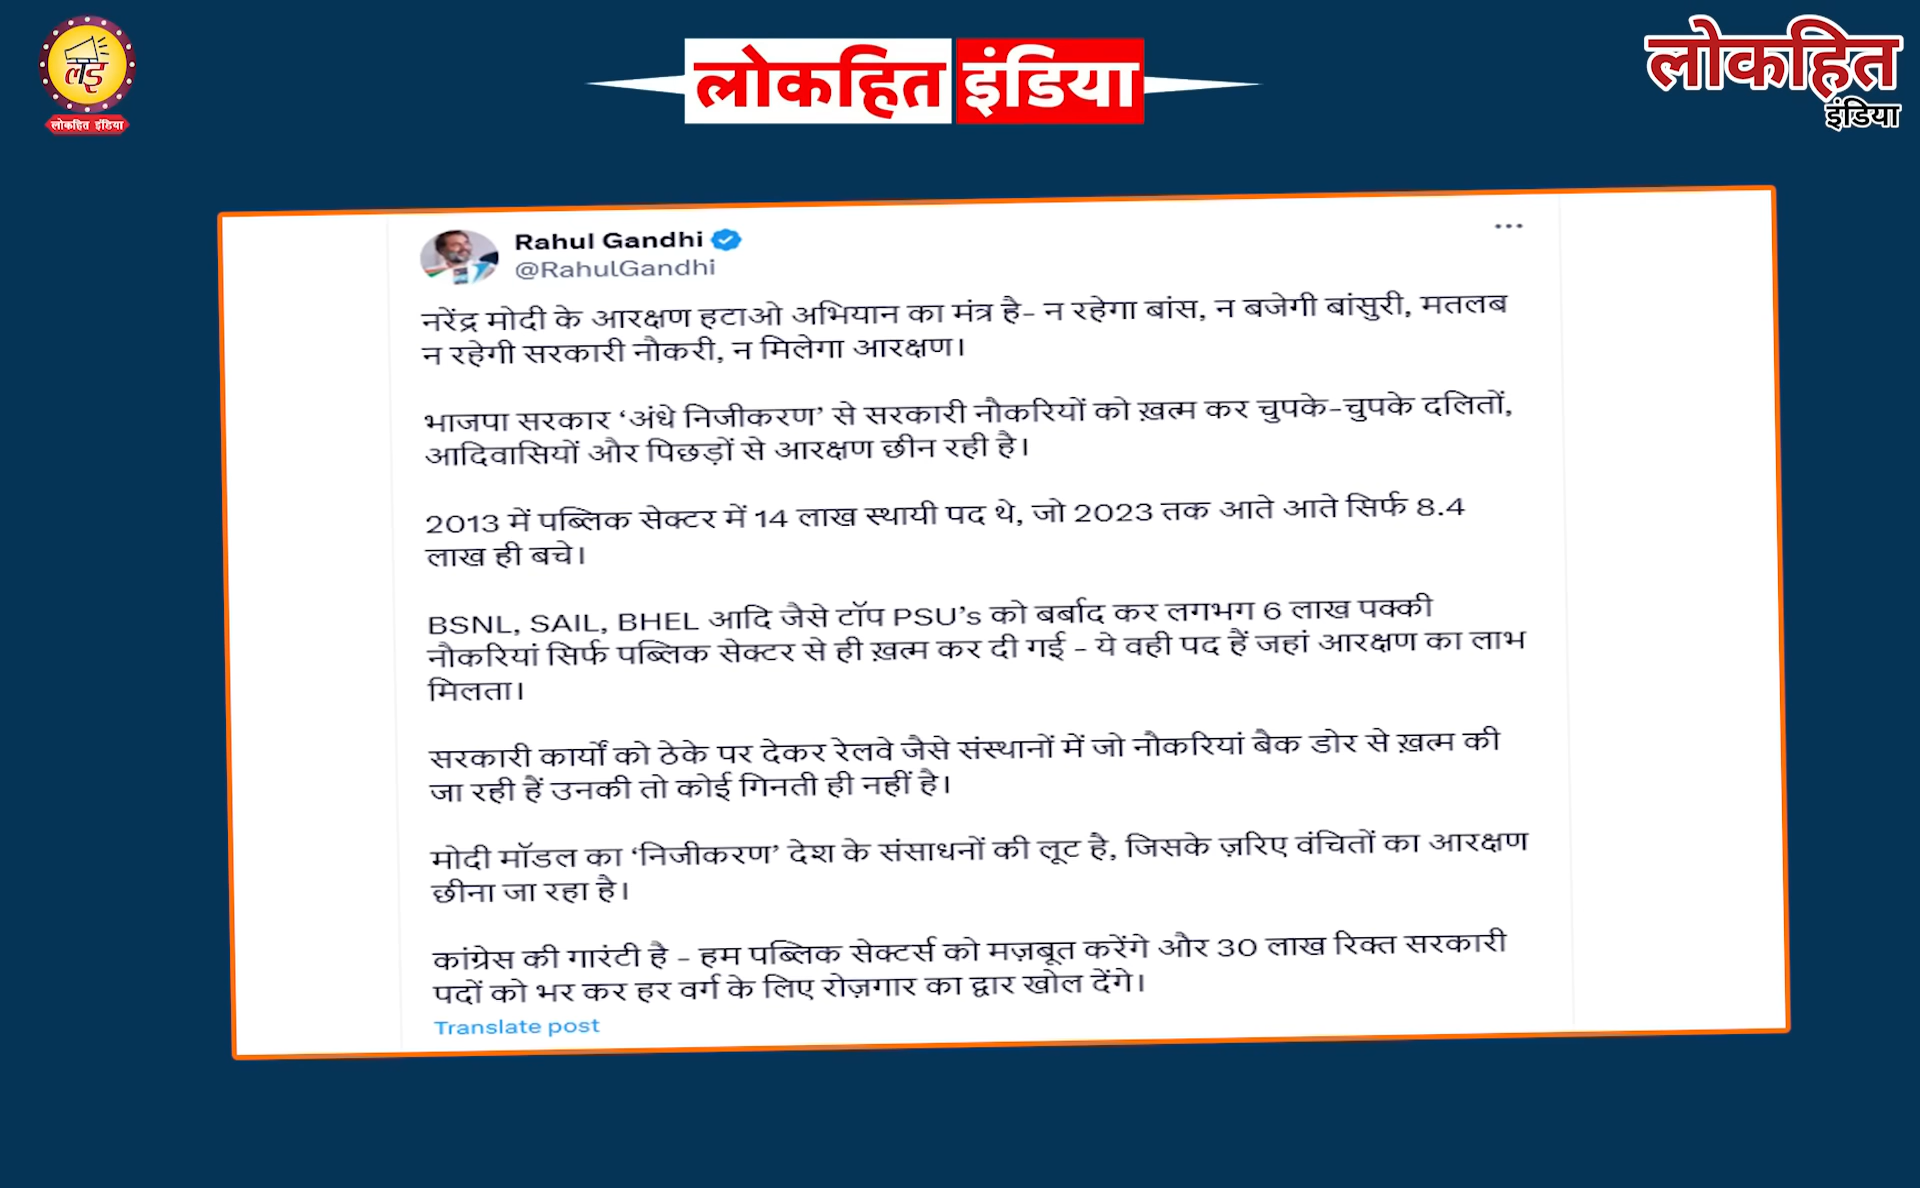 लई
लोकहित इंडिया
लोकहित इंडिया
लोकहित
इंडिया
Rahul Gandhi
@RahulGandhi
नरेंद्र मोदी के आरक्षण हटाओ अभियान का मंत्र है- न रहेगा बांस, न बजेगी बांसुरी, मतलब
न रहेगी सरकारी नौकरी, न मिलेगा आरक्षण।
भाजपा सरकार ‘अंधे निजीकरण’ से सरकारी नौकरियों को ख़त्म कर चुपके-चुपके दलितों,
आदिवासियों और पिछड़ों से आरक्षण छीन रही है।
2013 में पब्लिक सेक्टर में 14 लाख स्थायी पद थे, जो 2023 तक आते आते सिर्फ 8.4
लाख ही बचे।
BSNL, SAIL, BHEL आदि जैसे टॉप PSU’s को बर्बाद कर लगभग 6 लाख पक्की
नौकरियां सिर्फ पब्लिक सेक्टर से ही ख़त्म कर दी गई - ये वही पद हैं जहां आरक्षण का लाभ
मिलता।
सरकारी कार्यों को ठेके पर देकर रेलवे जैसे संस्थानों में जो नौकरियां बैक डोर से ख़त्म की
जा रही हैं उनकी तो कोई गिनती ही नहीं है।
मोदी मॉडल का ‘निजीकरण’ देश के संसाधनों की लूट है, जिसके ज़रिए वंचितों का आरक्षण
छीना जा रहा है।
कांग्रेस की गारंटी है - हम पब्लिक सेक्टर्स को मज़बूत करेंगे और 30 लाख रिक्त सरकारी
पदों को भर कर हर वर्ग के लिए रोज़गार का द्वार खोल देंगे।
Translate post